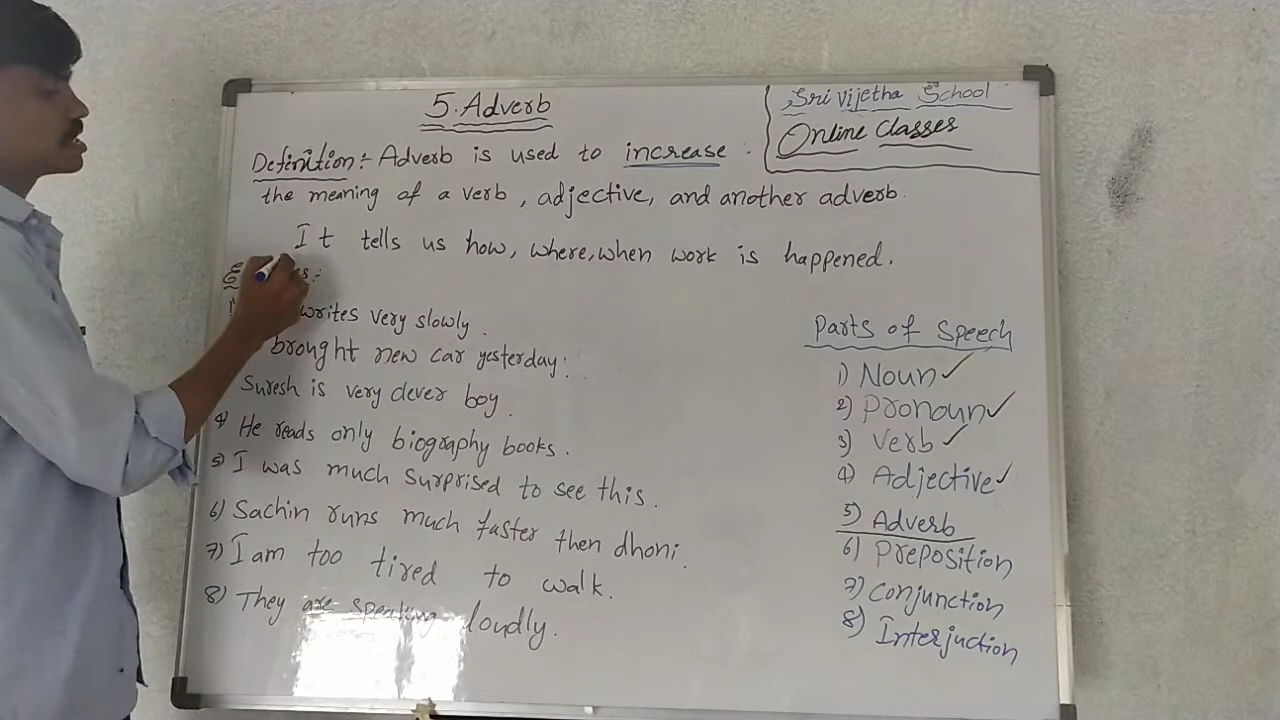 5. Adverb
Sri Vijetha School
Online Classes
Definition:- Adverb is used to increase
the meaning of a verb, adjective, and another adverb.
It tells us how, where, when work is happened.
writes very slowly.
brought new car yesterday.
Suresh is very clever boy.
4) He reads only biography books.
5) I was much surprised to see this.
6) Sachin runs much faster then dhoni.
7) I am too tired to walk.
8) They are speaking loudly.
Parts of Speech
1) Noun ✓
2) Pronoun ✓
3) Verb ✓
4) Adjective ✓
5) Adverb
6) Preposition
7) Conjunction
8) Interjuction